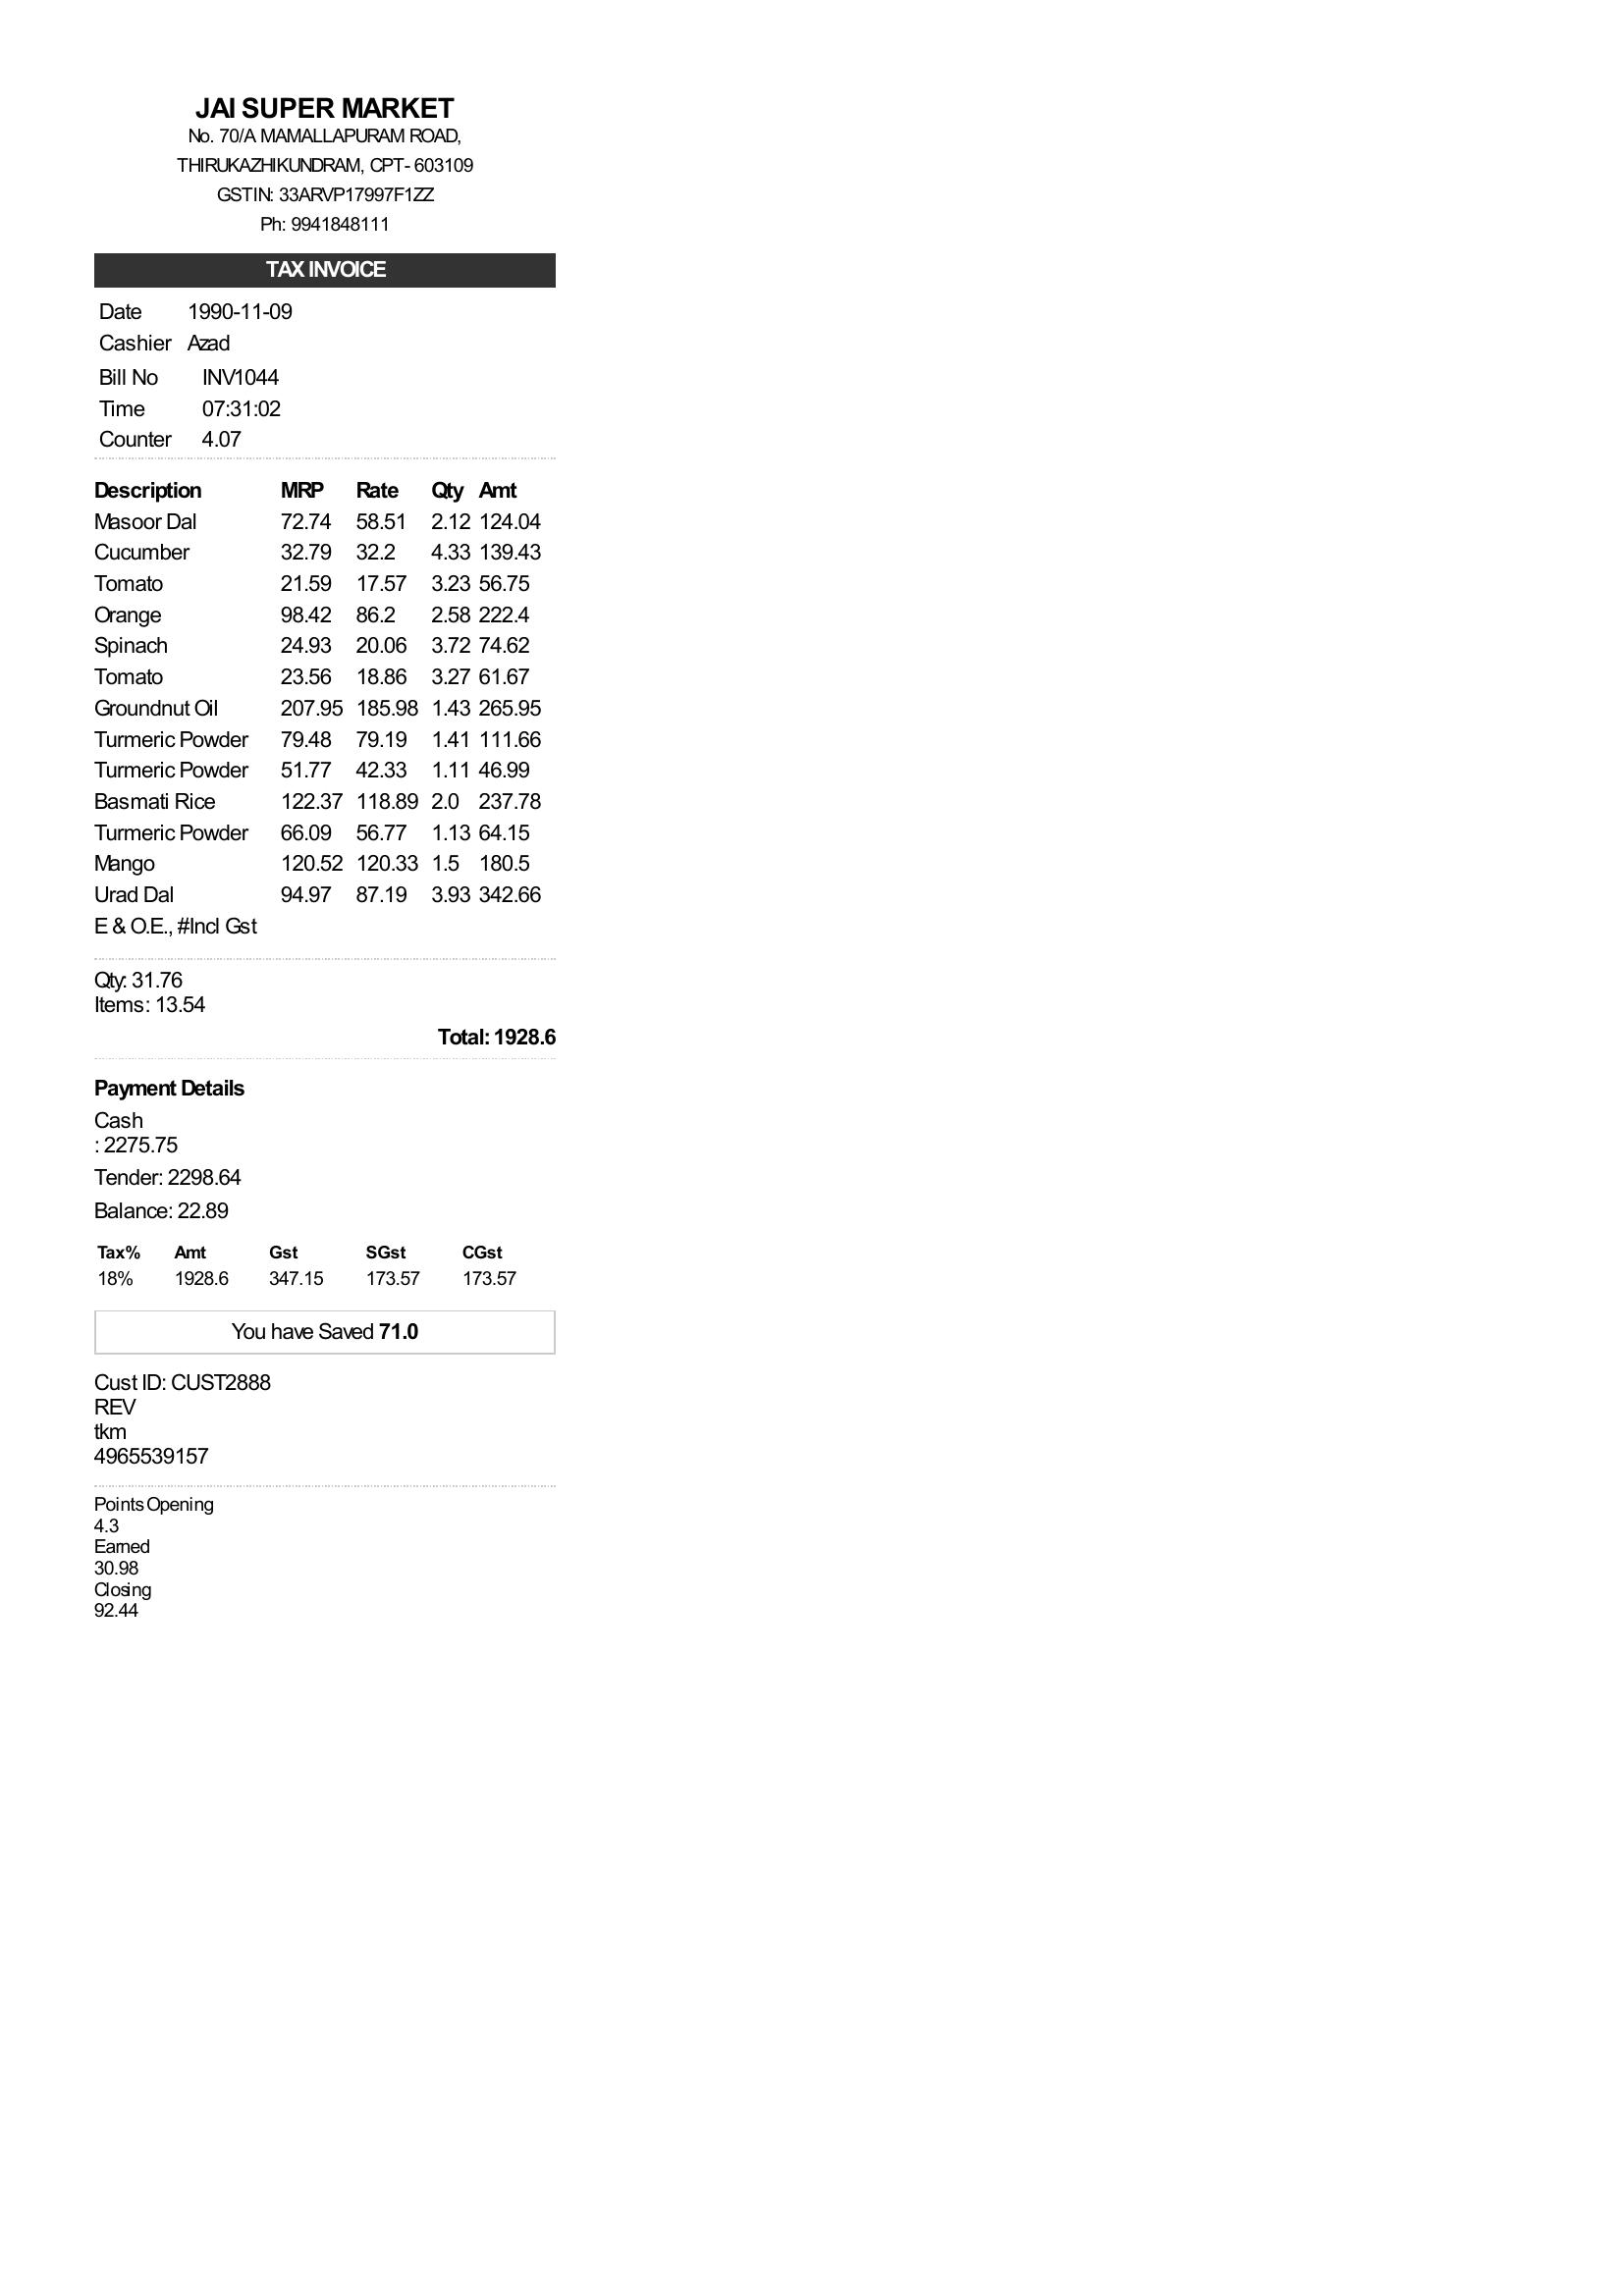 JAI SUPER MARKET
No. 70/A MAMALLAPURAM ROAD,
THIRUKAZHIKUNDRAM, CPT- 603109
GSTIN: 33ARVP17997F1ZZ
Ph: 9941848111
TAX INVOICE
Date 1990-11-09
Cashier Azad
Bill No INV1044
Time 07:31:02
Counter 4.07
Description MRP Rate Qty Amt
Masoor Dal 72.74 58.51 2.12 124.04
Cucumber 32.79 32.2 4.33 139.43
Tomato 21.59 17.57 3.23 56.75
Orange 98.42 86.2 2.58 222.4
Spinach 24.93 20.06 3.72 74.62
Tomato 23.56 18.86 3.27 61.67
Groundnut Oil 207.95 185.98 1.43 265.95
Turmeric Powder 79.48 79.19 1.41 111.66
Turmeric Powder 51.77 42.33 1.11 46.99
Basmati Rice 122.37 118.89 2.0 237.78
Turmeric Powder 66.09 56.77 1.13 64.15
Mango 120.52 120.33 1.5 180.5
Urad Dal 94.97 87.19 3.93 342.66
E & O.E., #Incl Gst
Qty: 31.76
Items: 13.54
Total: 1928.6
Payment Details
Cash
: 2275.75
Tender: 2298.64
Balance: 22.89
Tax% Amt Gst SGst CGst
18% 1928.6 347.15 173.57 173.57
You have Saved 71.0
Cust ID: CUST2888
REV
tkm
4965539157
Points Opening
4.3
Earned
30.98
Closing
92.44